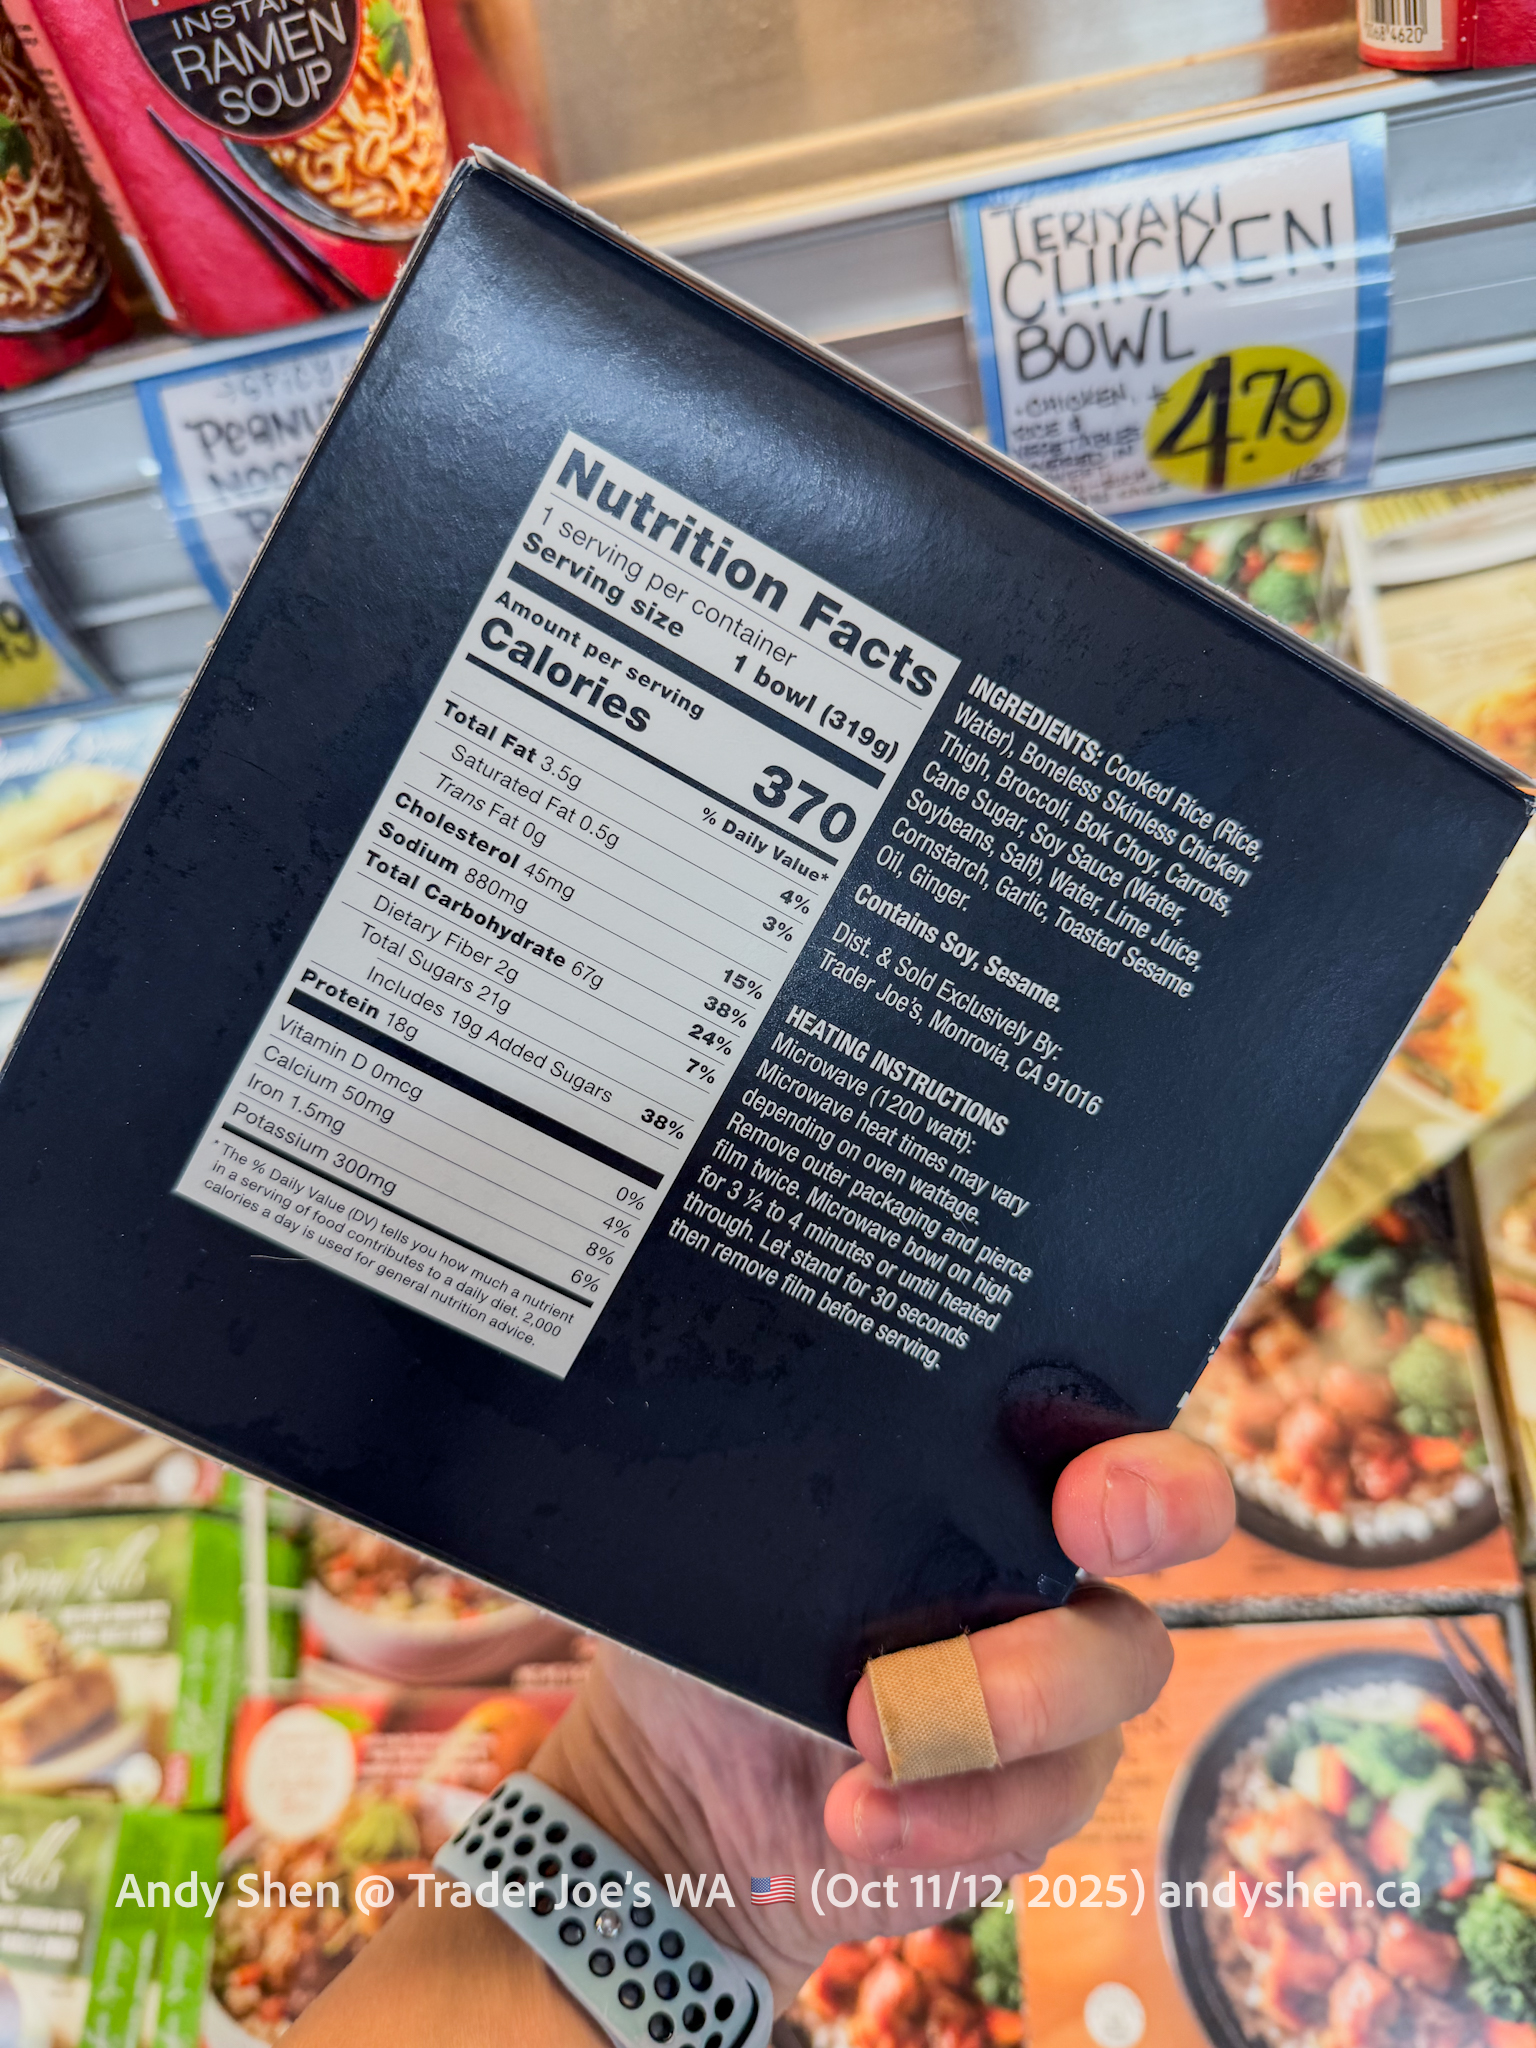 INSTANT
RAMEN
SOUP
4620
TERIYAKI
CHICKEN
BOWL
CHICKEN,
RICE &
VEGETABLES
4.79
Nutrition Facts
1 serving per container
Serving size 1 bowl (319g)
Amount per serving
Calories 370
% Daily Value*
Total Fat 3.5g 4%
Saturated Fat 0.5g 3%
Trans Fat 0g
Cholesterol 45mg 15%
Sodium 880mg 38%
Total Carbohydrate 67g 24%
Dietary Fiber 2g 7%
Total Sugars 21g
Includes 19g Added Sugars 38%
Protein 18g
Vitamin D 0mcg 0%
Calcium 50mg 4%
Iron 1.5mg 8%
Potassium 300mg 6%
* The % Daily Value (DV) tells you how much a nutrient
in a serving of food contributes to a daily diet. 2,000
calories a day is used for general nutrition advice.
INGREDIENTS: Cooked Rice (Rice,
Water), Boneless Skinless Chicken
Thigh, Broccoli, Bok Choy, Carrots,
Cane Sugar, Soy Sauce (Water,
Soybeans, Salt), Water, Lime Juice,
Cornstarch, Garlic, Toasted Sesame
Oil, Ginger.
Contains Soy, Sesame.
Dist. & Sold Exclusively By:
Trader Joe's, Monrovia, CA 91016
HEATING INSTRUCTIONS
Microwave (1200 watt):
Microwave heat times may vary
depending on oven wattage.
Remove outer packaging and pierce
film twice. Microwave bowl on high
for 3 ½ to 4 minutes or until heated
through. Let stand for 30 seconds
then remove film before serving.
Spring Rolls
Andy Shen @ Trader Joe's WA 🇺🇸 (Oct 11/12, 2025) andyshen.ca